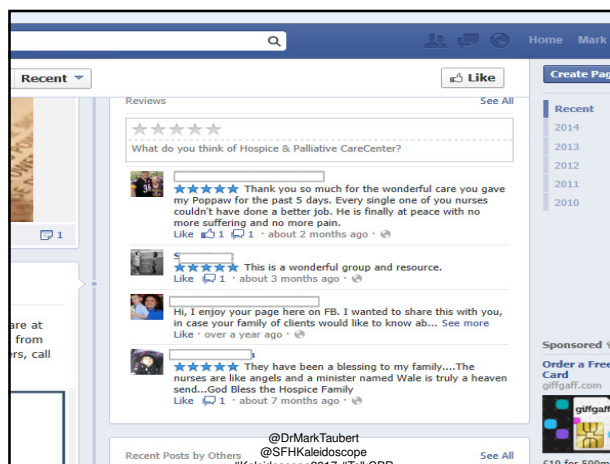 Home Mark
Recent
Like
Create Pag
Reviews
See All
What do you think of Hospice & Palliative CareCenter?
Thank you so much for the wonderful care you gave
my Poppaw for the past 5 days. Every single one of you nurses
couldn't have done a better job. He is finally at peace with no
more suffering and no more pain.
Like 1 1 · about 2 months ago ·
This is a wonderful group and resource.
Like 1 · about 3 months ago ·
Hi, I enjoy your page here on FB. I wanted to share this with you,
in case your family of clients would like to know ab... See more
Like · over a year ago ·
They have been a blessing to my family....The
nurses are like angels and a minister named Wale is truly a heaven
send...God Bless the Hospice Family
Like 1 · about 7 months ago ·
Recent Posts by Others
See All
@DrMarkTaubert
@SFHKaleidoscope
1
are at
from
ers, call
Recent
2014
2013
2012
2011
2010
Sponsored
Order a Free
Card
giffgaff.com
giffgaff